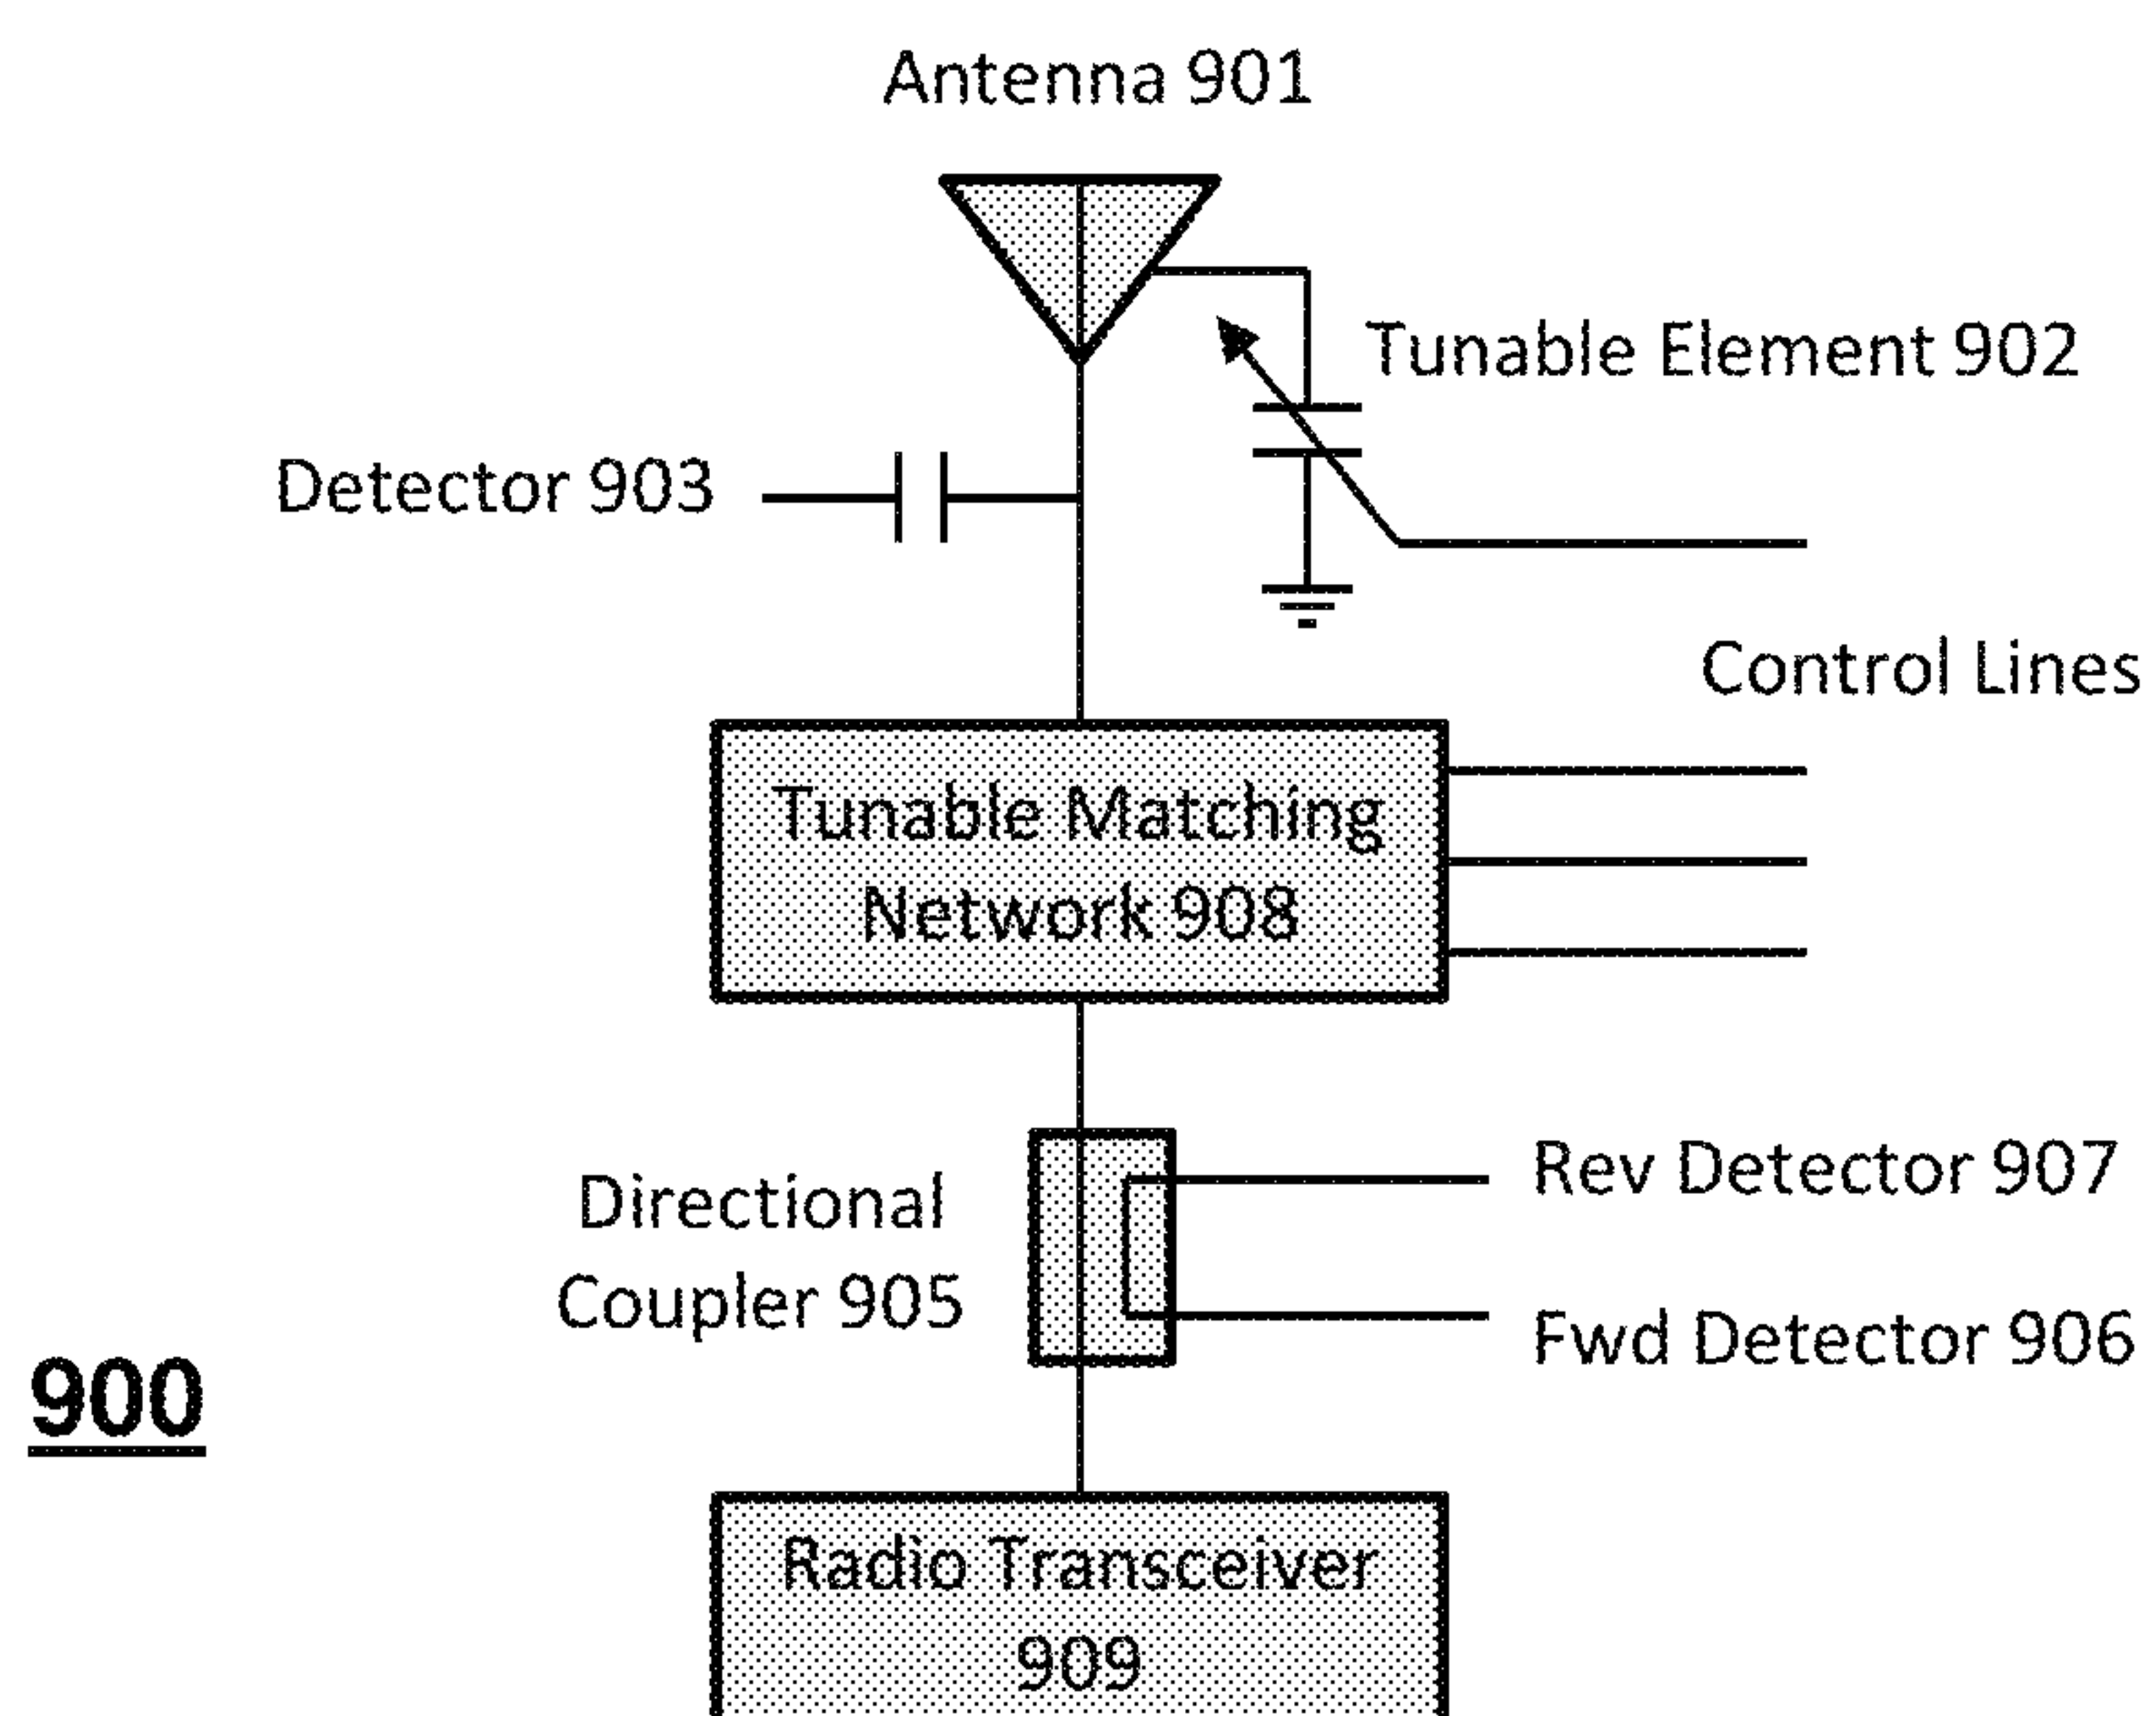 Antenna 901
Tunable Element 902
Detector 903
Control Lines
Tunable Matching
Network 908
Directional
Coupler 905
Rev Detector 907
Fwd Detector 906
900
Radio Transceiver
909